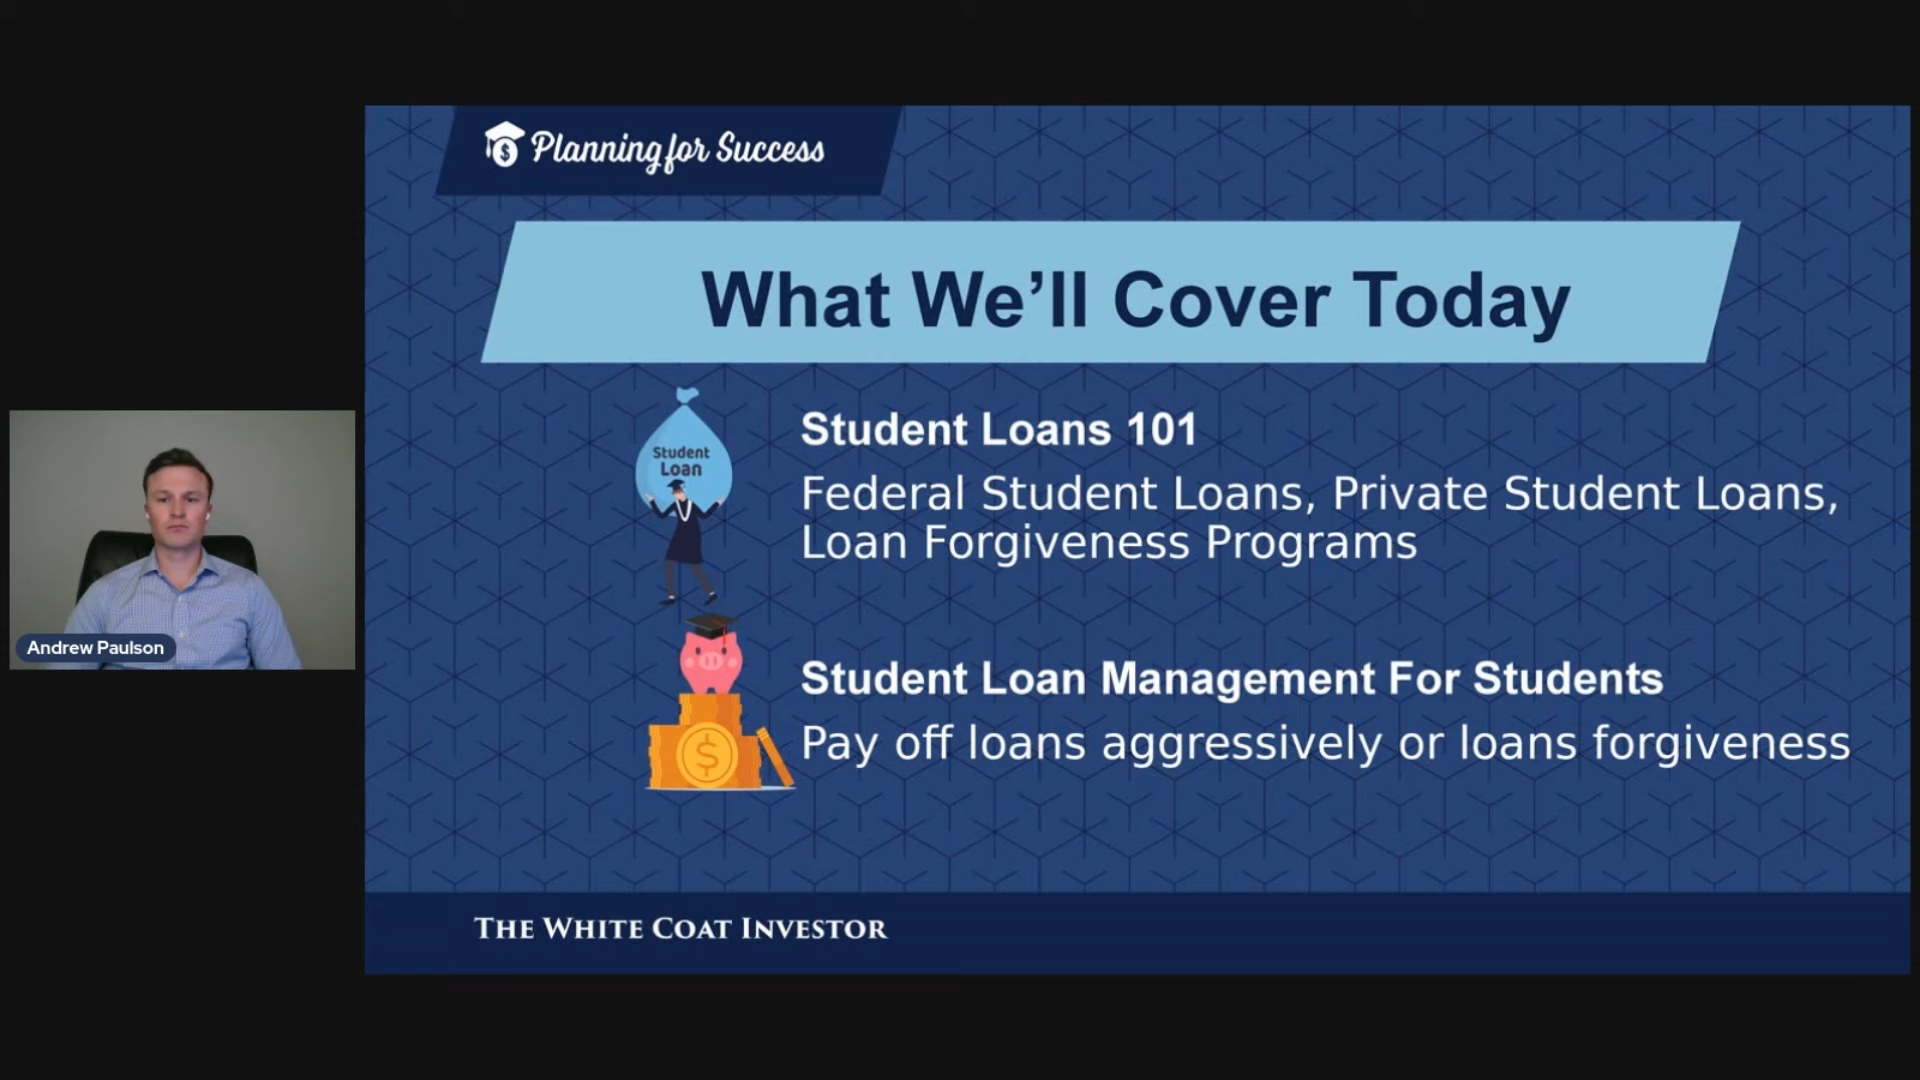 Planning for Success
What We’ll Cover Today
Student
Loan
Student Loans 101
Federal Student Loans, Private Student Loans,
Loan Forgiveness Programs
Andrew Paulson
Student Loan Management For Students
Pay off loans aggressively or loans forgiveness
$
THE WHITE COAT INVESTOR